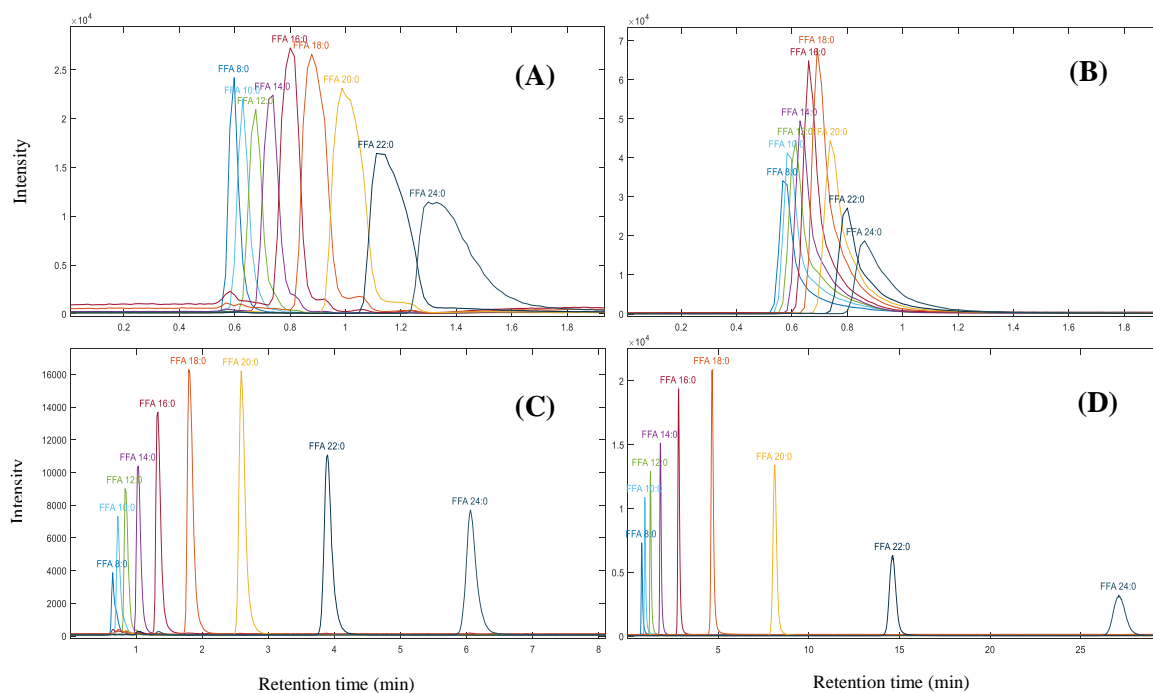 ×10⁴
FFA 16:0
FFA 18:0
FFA 8:0
FFA 14:0
FFA 10:0
FFA 12:0
FFA 20:0
FFA 22:0
FFA 24:0
(A)
2.5
2
1.5
1
0.5
0
0.2 0.4 0.6 0.8 1 1.2 1.4 1.6 1.8
Intensity
×10⁴
FFA 18:0
FFA 16:0
FFA 14:0
FFA 12:0
FFA 20:0
FFA 10:0
FFA 8:0
FFA 22:0
FFA 24:0
(B)
7
6
5
4
3
2
1
0
0.2 0.4 0.6 0.8 1 1.2 1.4 1.6 1.8
FFA 18:0
FFA 20:0
FFA 16:0
FFA 14:0
FFA 12:0
FFA 10:0
FFA 8:0
FFA 22:0
FFA 24:0
(C)
16000
14000
12000
10000
8000
6000
4000
2000
0
1 2 3 4 5 6 7 8
Intensity
Retention time (min)
×10⁴
FFA 18:0
FFA 16:0
FFA 14:0
FFA 12:0
FFA 10:0
FFA 8:0
FFA 20:0
FFA 22:0
FFA 24:0
(D)
2
1.5
1
0.5
0
5 10 15 20 25
Retention time (min)